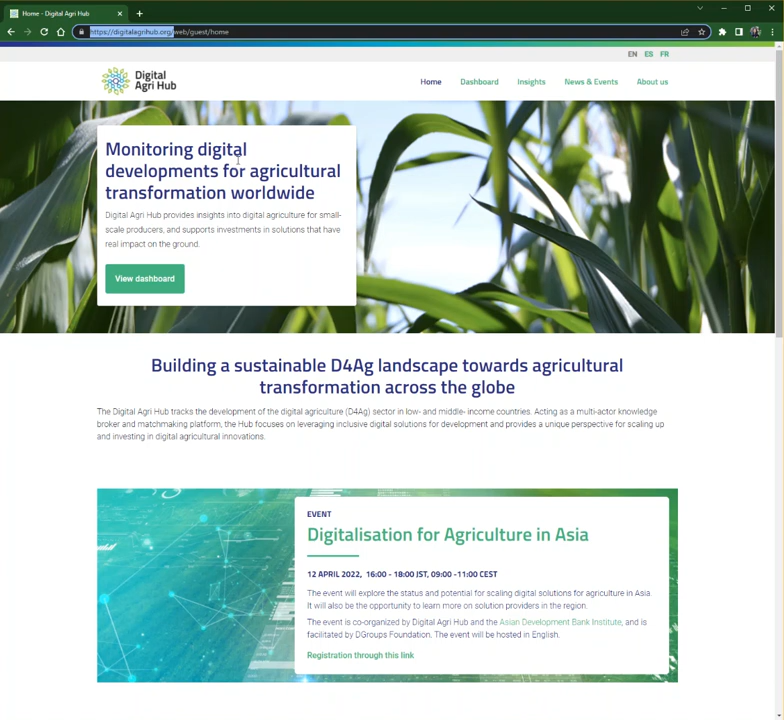 Home - Digital Agri Hub
https://digitalagrihub.org/web/guest/home
EN ES FR
Digital
Agri Hub
Home Dashboard Insights News & Events About us
Monitoring digital
developments for agricultural
transformation worldwide
Digital Agri Hub provides insights into digital agriculture for small-
scale producers, and supports investments in solutions that have
real impact on the ground.
View dashboard
Building a sustainable D4Ag landscape towards agricultural
transformation across the globe
The Digital Agri Hub tracks the development of the digital agriculture (D4Ag) sector in low- and middle- income countries. Acting as a multi-actor knowledge
broker and matchmaking platform, the Hub focuses on leveraging inclusive digital solutions for development and provides a unique perspective for scaling up
and investing in digital agricultural innovations.
EVENT
Digitalisation for Agriculture in Asia
12 APRIL 2022, 16:00 - 18:00 JST, 09:00 -11:00 CEST
The event will explore the status and potential for scaling digital solutions for agriculture in Asia
It will also be the opportunity to learn more on solution providers in the region.
The event is co-organized by Digital Agri Hub and the Asian Development Bank Institute, and is
facilitated by DGroups Foundation. The event will be hosted in English.
Registration through this link